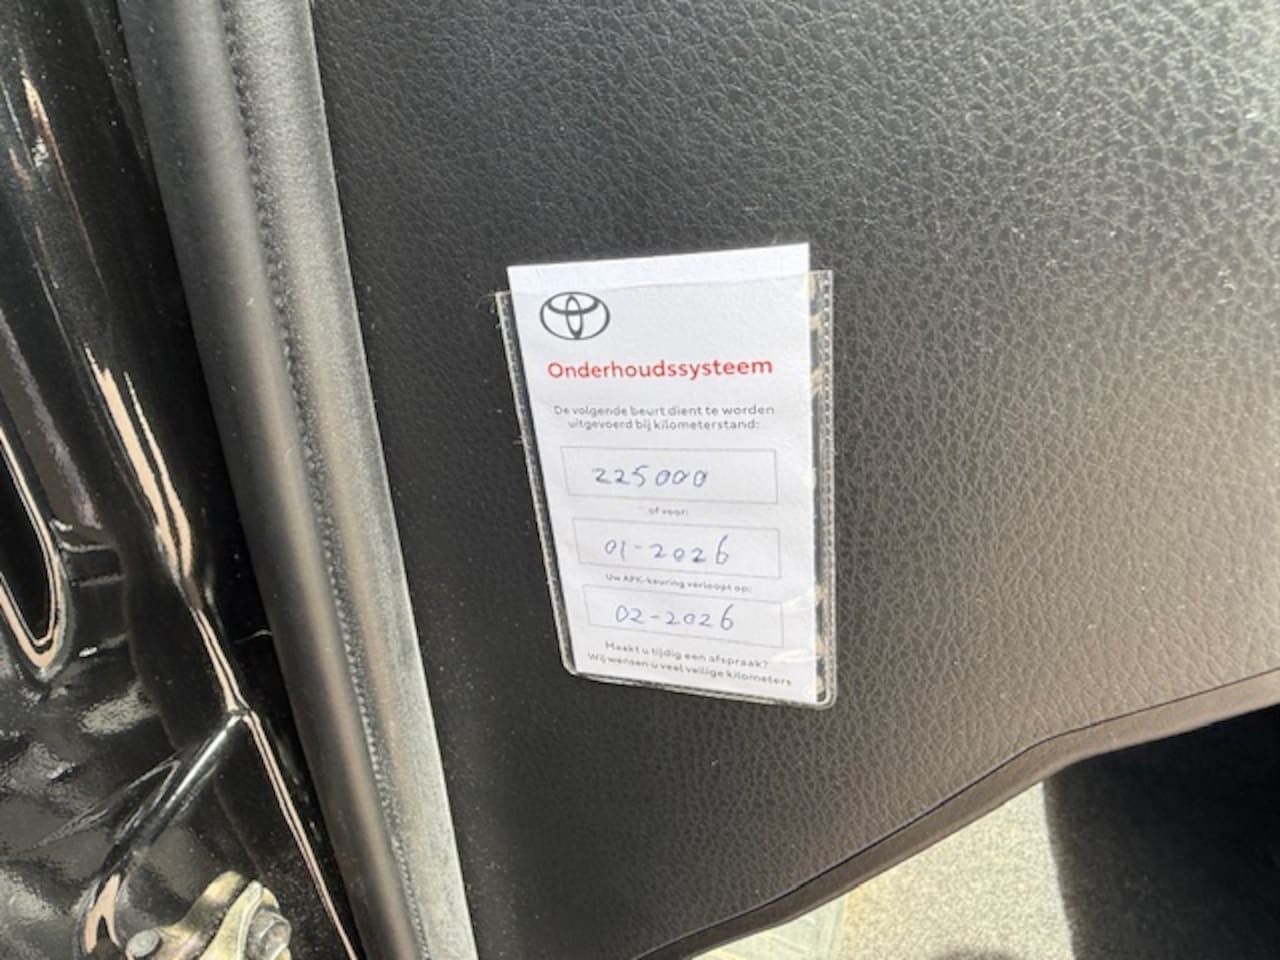 Onderhoudssysteem
De volgende beurt dient te worden
uitgevoerd bij kilometerstand:
225000
of voor:
01-2026
Uw APK-keuring verloopt op:
02-2026
Maakt u tijdig een afspraak?
Wij wensen u veel veilige kilometers